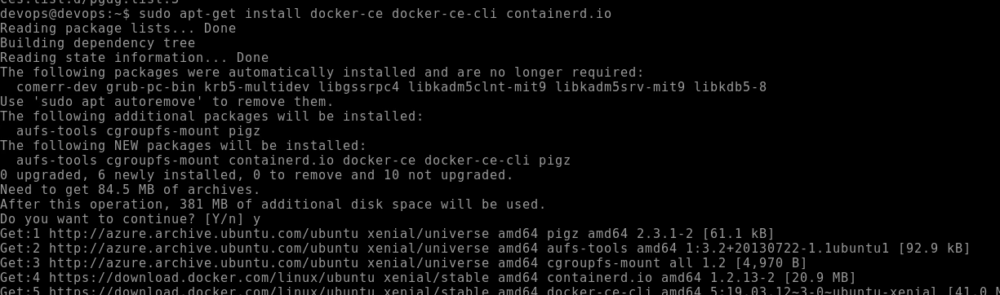 devops@devops:~$ sudo apt-get install docker-ce docker-ce-cli containerd.io
Reading package lists... Done
Building dependency tree
Reading state information... Done
The following packages were automatically installed and are no longer required:
  comerr-dev grub-pc-bin krb5-multidev libgssrpc4 libkadm5clnt-mit9 libkadm5srv-mit9 libkdb5-8
Use 'sudo apt autoremove' to remove them.
The following additional packages will be installed:
  aufs-tools cgroupfs-mount pigz
The following NEW packages will be installed:
  aufs-tools cgroupfs-mount containerd.io docker-ce docker-ce-cli pigz
0 upgraded, 6 newly installed, 0 to remove and 10 not upgraded.
Need to get 84.5 MB of archives.
After this operation, 381 MB of additional disk space will be used.
Do you want to continue? [Y/n] y
Get:1 http://azure.archive.ubuntu.com/ubuntu xenial/universe amd64 pigz amd64 2.3.1-2 [61.1 kB]
Get:2 http://azure.archive.ubuntu.com/ubuntu xenial/universe amd64 aufs-tools amd64 1:3.2+20130722-1.1ubuntu1 [92.9 kB]
Get:3 http://azure.archive.ubuntu.com/ubuntu xenial/universe amd64 cgroupfs-mount all 1.2 [4,970 B]
Get:4 https://download.docker.com/linux/ubuntu xenial/stable amd64 containerd.io amd64 1.2.13-2 [20.9 MB]
Get:5 https://download.docker.com/linux/ubuntu xenial/stable amd64 docker-ce-cli amd64 5:19.03.12~3-0~ubuntu-xenial [41.0